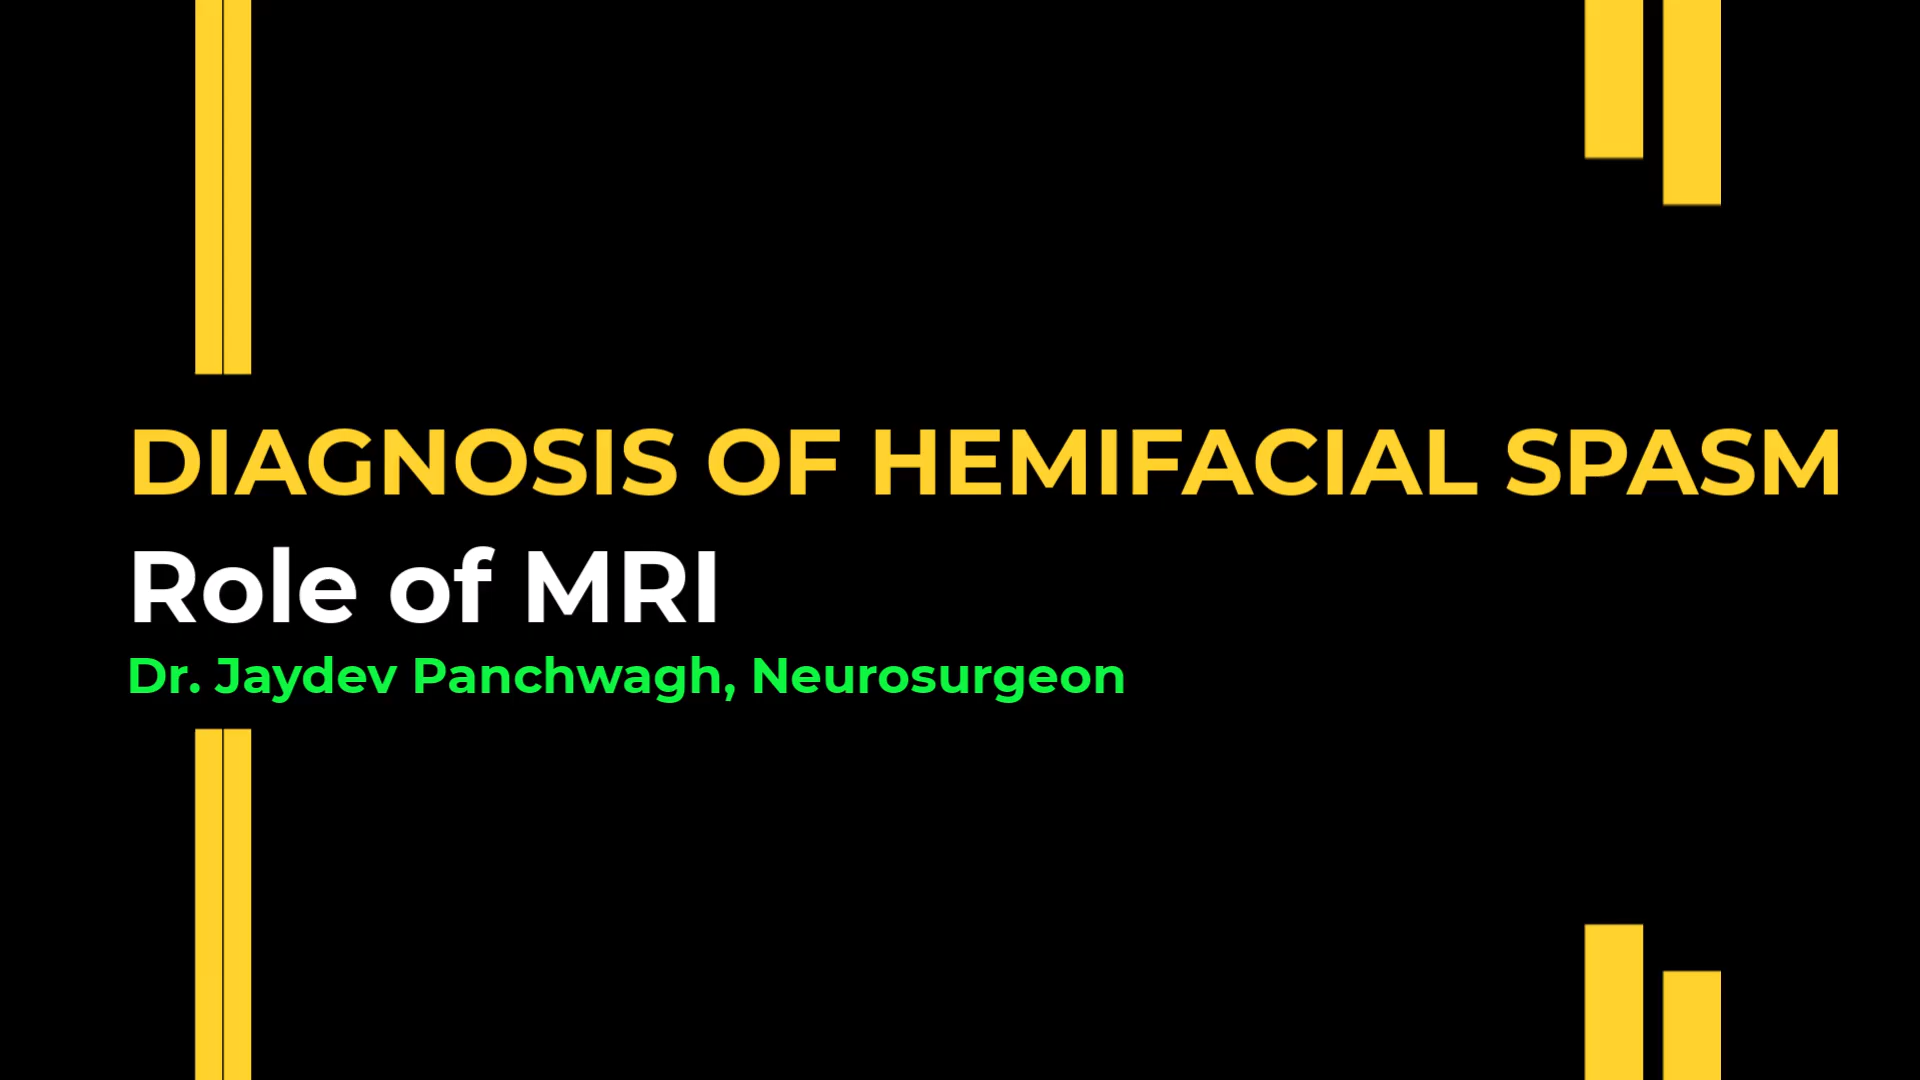 DIAGNOSIS OF HEMIFACIAL SPASM
Role of MRI
Dr. Jaydev Panchwagh, Neurosurgeon